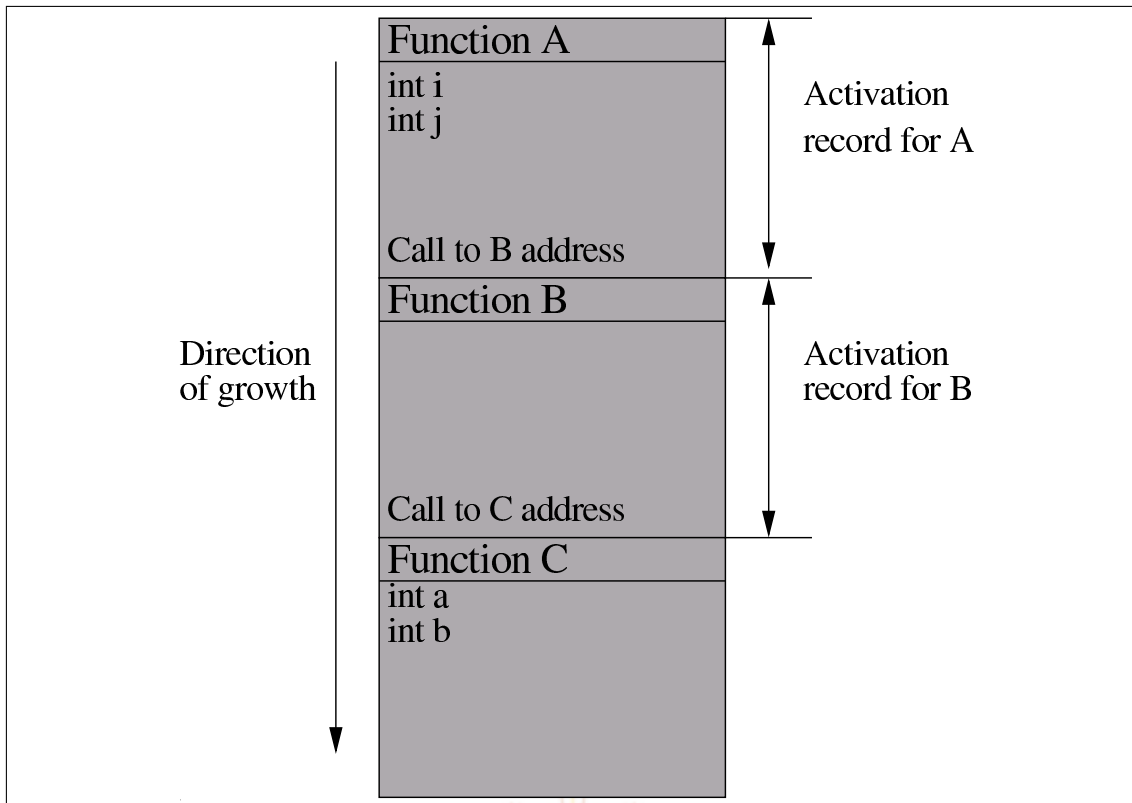 Function A
int i
int j
Call to B address
Activation
record for A
Function B
Direction
of growth
Activation
record for B
Call to C address
Function C
int a
int b